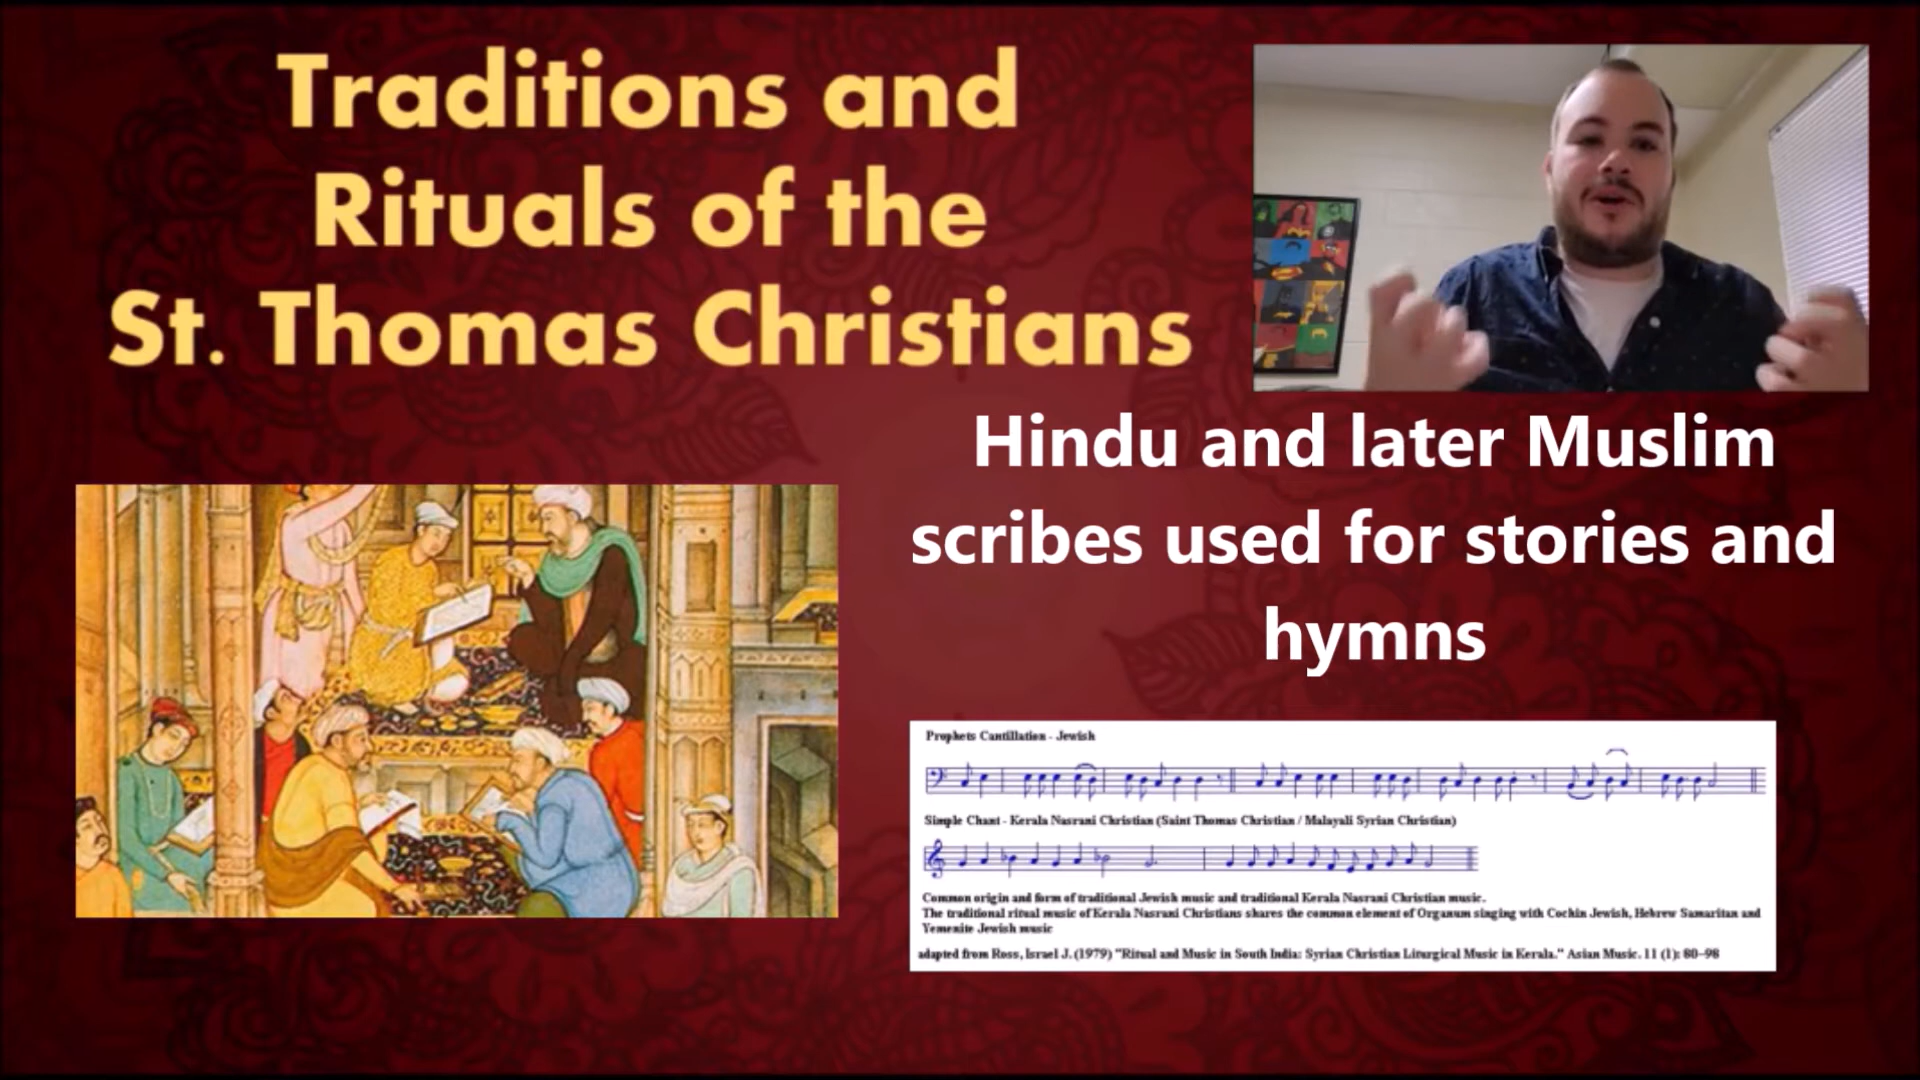 Traditions and
Rituals of the
St. Thomas Christians
Hindu and later Muslim
scribes used for stories and
hymns
Prophets Cantillation - Jewish
Simple Chant - Kerala Nasrani Christian (Saint Thomas Christian / Malayali Syrian Christian)
Common origin and form of traditional Jewish music and traditional Kerala Nasrani Christian music.
The traditional ritual music of Kerala Nasrani Christians shares the common element of Organum singing with Cochin Jewish, Hebrew Samaritan and
Yemenite Jewish music
adapted from Ross, Israel J. (1979) "Ritual and Music in South India: Syrian Christian Liturgical Music in Kerala." Asian Music. 11 (1): 80–98